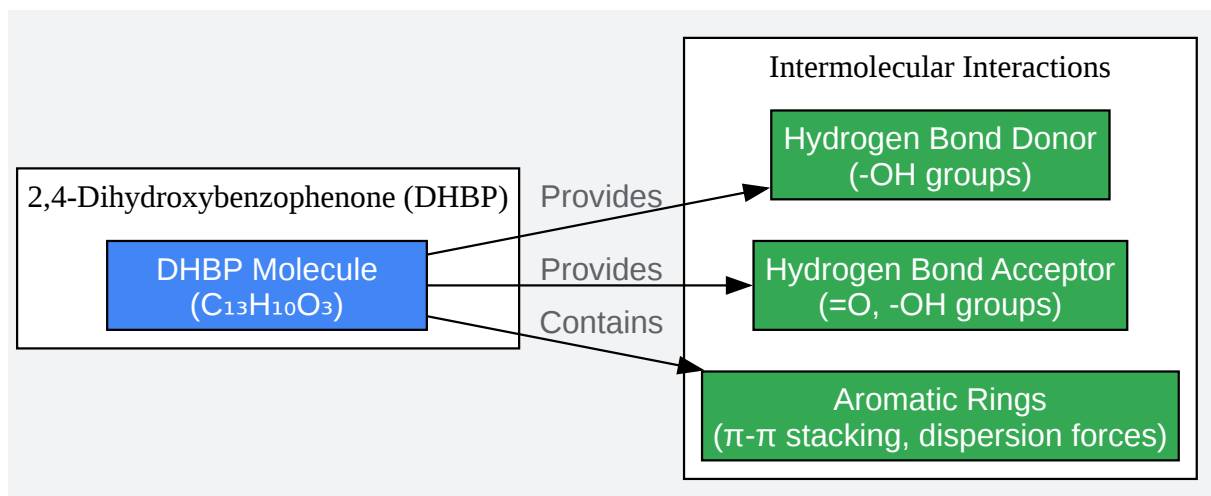 Intermolecular Interactions
Hydrogen Bond Donor
(-OH groups)
2,4-Dihydroxybenzophenone (DHBP)
Provides
DHBP Molecule
(C₁₃H₁₀O₃)
Provides
Hydrogen Bond Acceptor
(=O, -OH groups)
Contains
Aromatic Rings
(π-π stacking, dispersion forces)